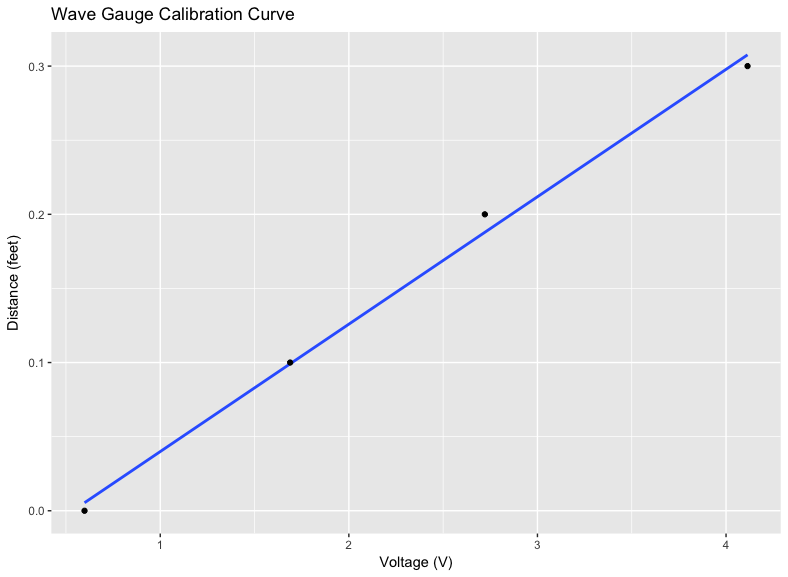 Wave Gauge Calibration Curve
0.3
0.2
0.1
0.0
Distance (feet)
1 2 3 4
Voltage (V)